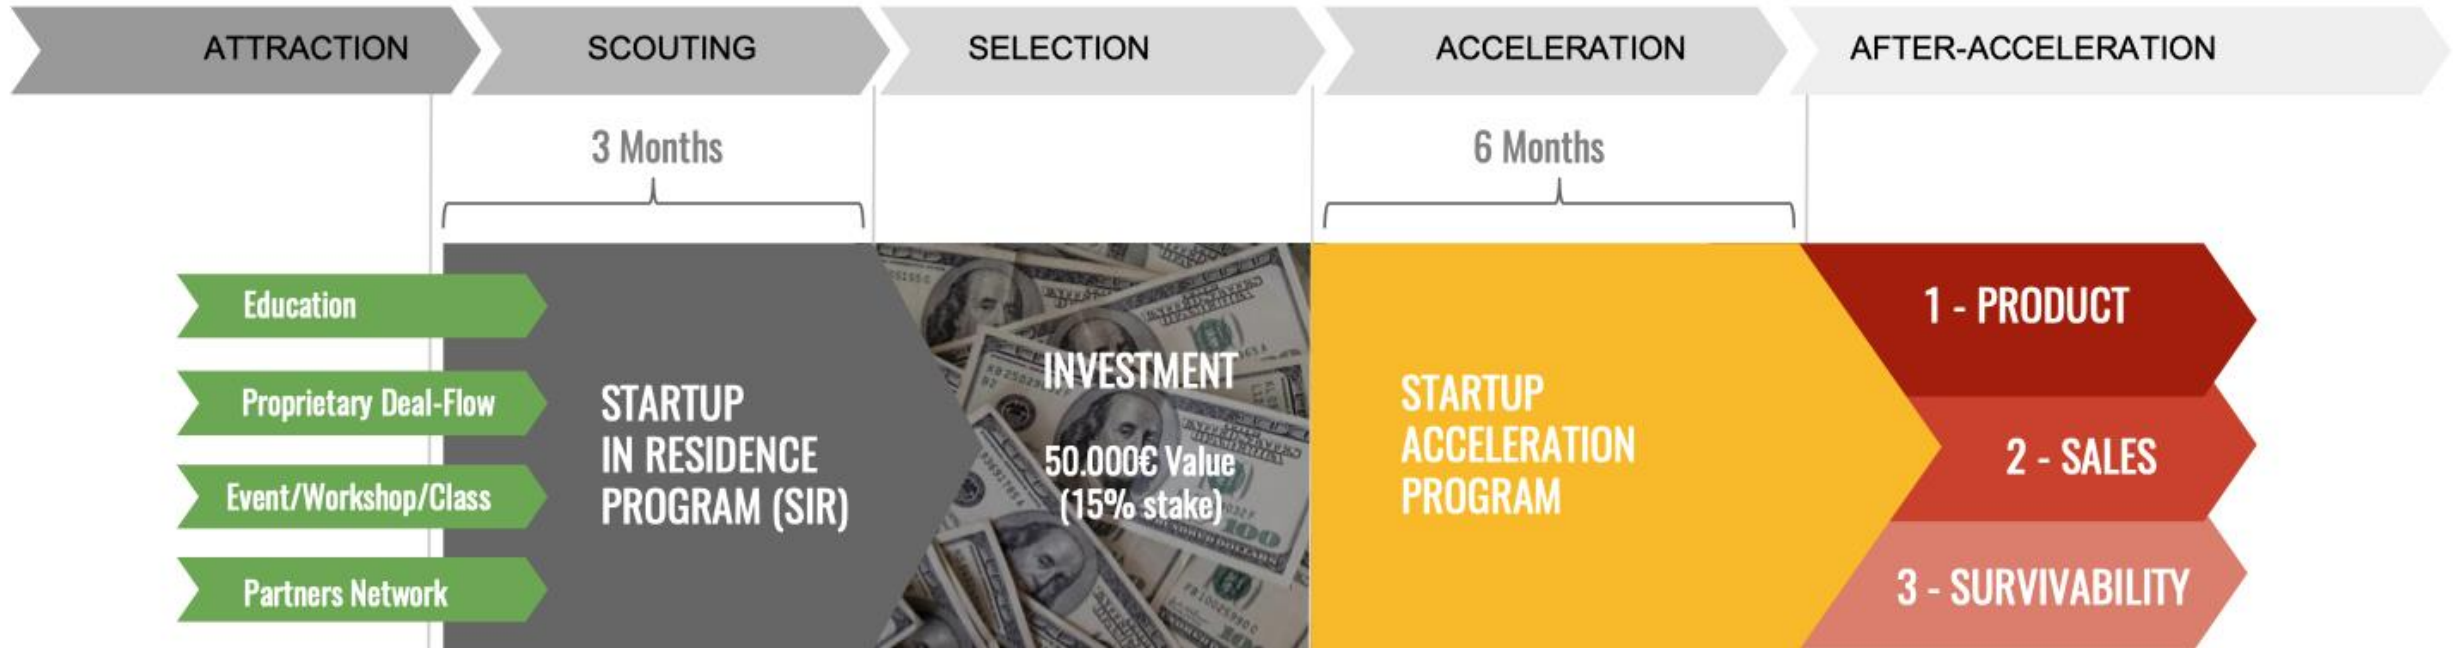 ATTRACTION
SCOUTING
SELECTION
ACCELERATION
AFTER-ACCELERATION
3 Months
6 Months
Education
Proprietary Deal-Flow
Event/Workshop/Class
Partners Network
STARTUP
IN RESIDENCE
PROGRAM (SIR)
INVESTMENT
50.000€ Value
(15% stake)
STARTUP
ACCELERATION
PROGRAM
1 - PRODUCT
2 - SALES
3 - SURVIVABILITY